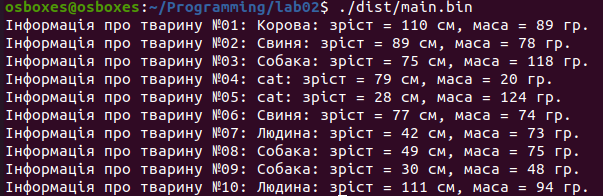 osboxes@osboxes:~/Programming/lab02$ ./dist/main.bin
Інформація про тварину №01: Корова: зріст = 110 см, маса = 89 гр.
Інформація про тварину №02: Свиня: зріст = 89 см, маса = 78 гр.
Інформація про тварину №03: Собака: зріст = 75 см, маса = 118 гр.
Інформація про тварину №04: cat: зріст = 79 см, маса = 20 гр.
Інформація про тварину №05: cat: зріст = 28 см, маса = 124 гр.
Інформація про тварину №06: Свиня: зріст = 77 см, маса = 74 гр.
Інформація про тварину №07: Людина: зріст = 42 см, маса = 73 гр.
Інформація про тварину №08: Собака: зріст = 49 см, маса = 75 гр.
Інформація про тварину №09: Собака: зріст = 30 см, маса = 48 гр.
Інформація про тварину №10: Людина: зріст = 111 см, маса = 94 гр.